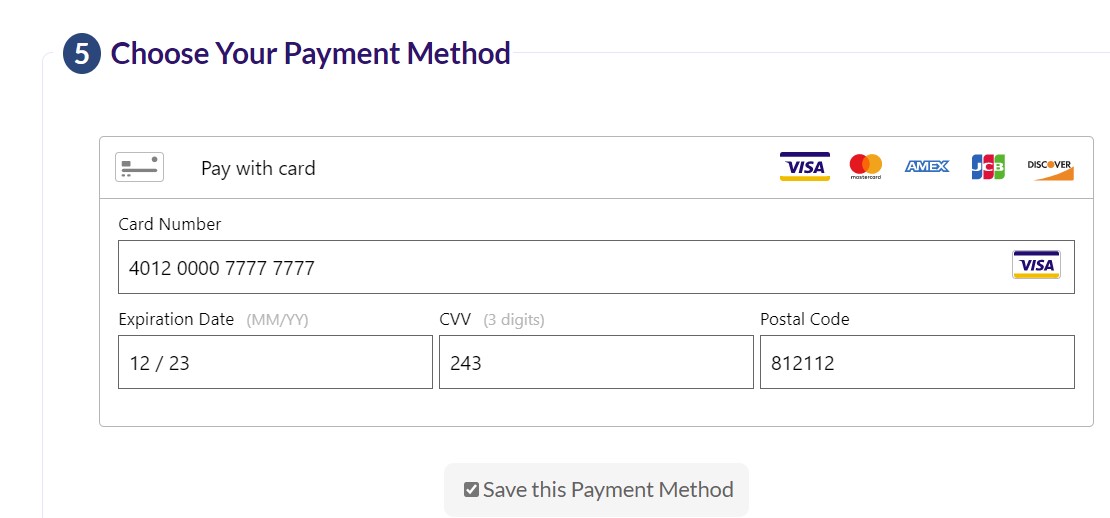 5 Choose Your Payment Method
Pay with card VISA mastercard AMEX JCB DISCOVER
Card Number
4012 0000 7777 7777 VISA
Expiration Date (MM/YY) CVV (3 digits) Postal Code
12 / 23 243 812112
Save this Payment Method